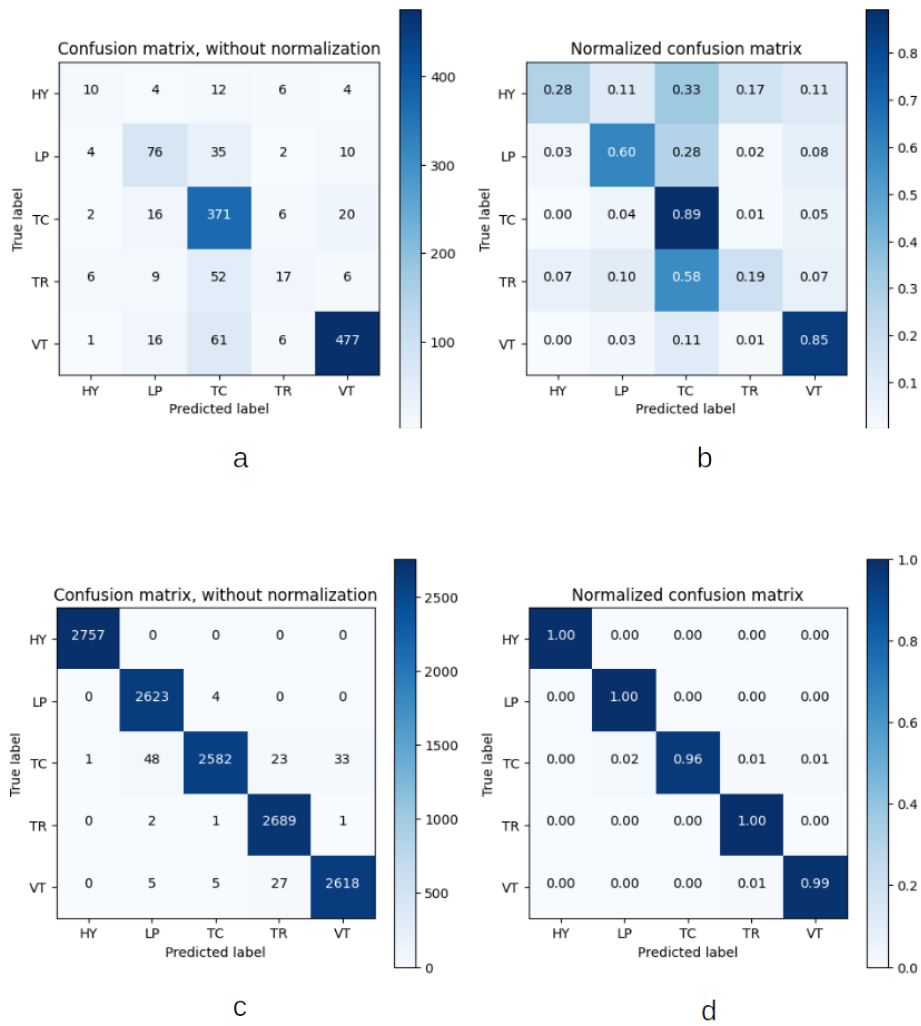 Confusion matrix, without normalization
HY 10 4 12 6 4
LP 4 76 35 2 10
TC 2 16 371 6 20
TR 6 9 52 17 6
VT 1 16 61 6 477
HY LP TC TR VT
True label
Predicted label
400
300
200
100
a
Normalized confusion matrix
HY 0.28 0.11 0.33 0.17 0.11
LP 0.03 0.60 0.28 0.02 0.08
TC 0.00 0.04 0.89 0.01 0.05
TR 0.07 0.10 0.58 0.19 0.07
VT 0.00 0.03 0.11 0.01 0.85
HY LP TC TR VT
True label
Predicted label
0.8
0.7
0.6
0.5
0.4
0.3
0.2
0.1
b
Confusion matrix, without normalization
HY 2757 0 0 0 0
LP 0 2623 4 0 0
TC 1 48 2582 23 33
TR 0 2 1 2689 1
VT 0 5 5 27 2618
HY LP TC TR VT
True label
Predicted label
2500
2000
1500
1000
500
0
c
Normalized confusion matrix
HY 1.00 0.00 0.00 0.00 0.00
LP 0.00 1.00 0.00 0.00 0.00
TC 0.00 0.02 0.96 0.01 0.01
TR 0.00 0.00 0.00 1.00 0.00
VT 0.00 0.00 0.00 0.01 0.99
HY LP TC TR VT
True label
Predicted label
1.0
0.8
0.6
0.4
0.2
0.0
d